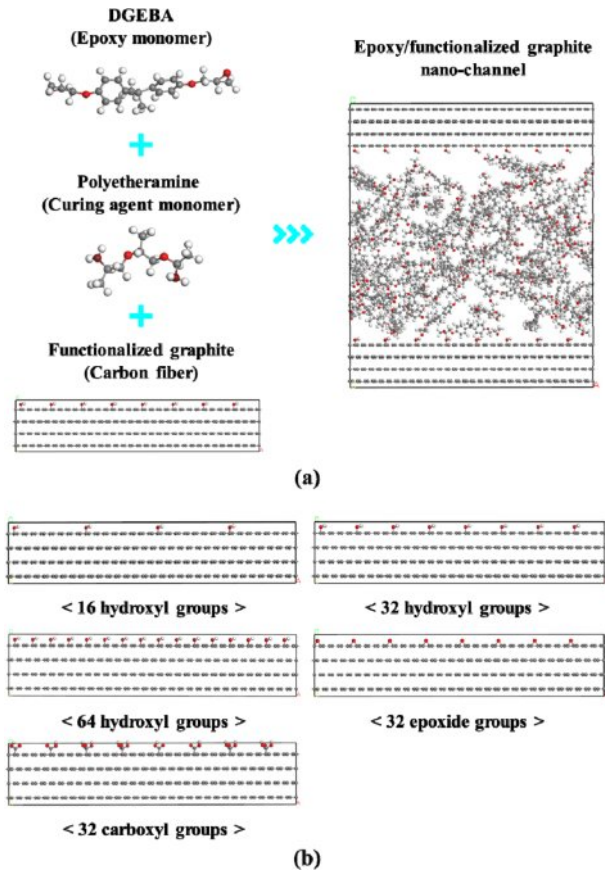 DGEBA
(Epoxy monomer)
Polyetheramine
(Curing agent monomer)
Functionalized graphite
(Carbon fiber)
Epoxy/functionalized graphite
nano-channel
(a)
< 16 hydroxyl groups >
< 32 hydroxyl groups >
< 64 hydroxyl groups >
< 32 epoxide groups >
< 32 carboxyl groups >
(b)